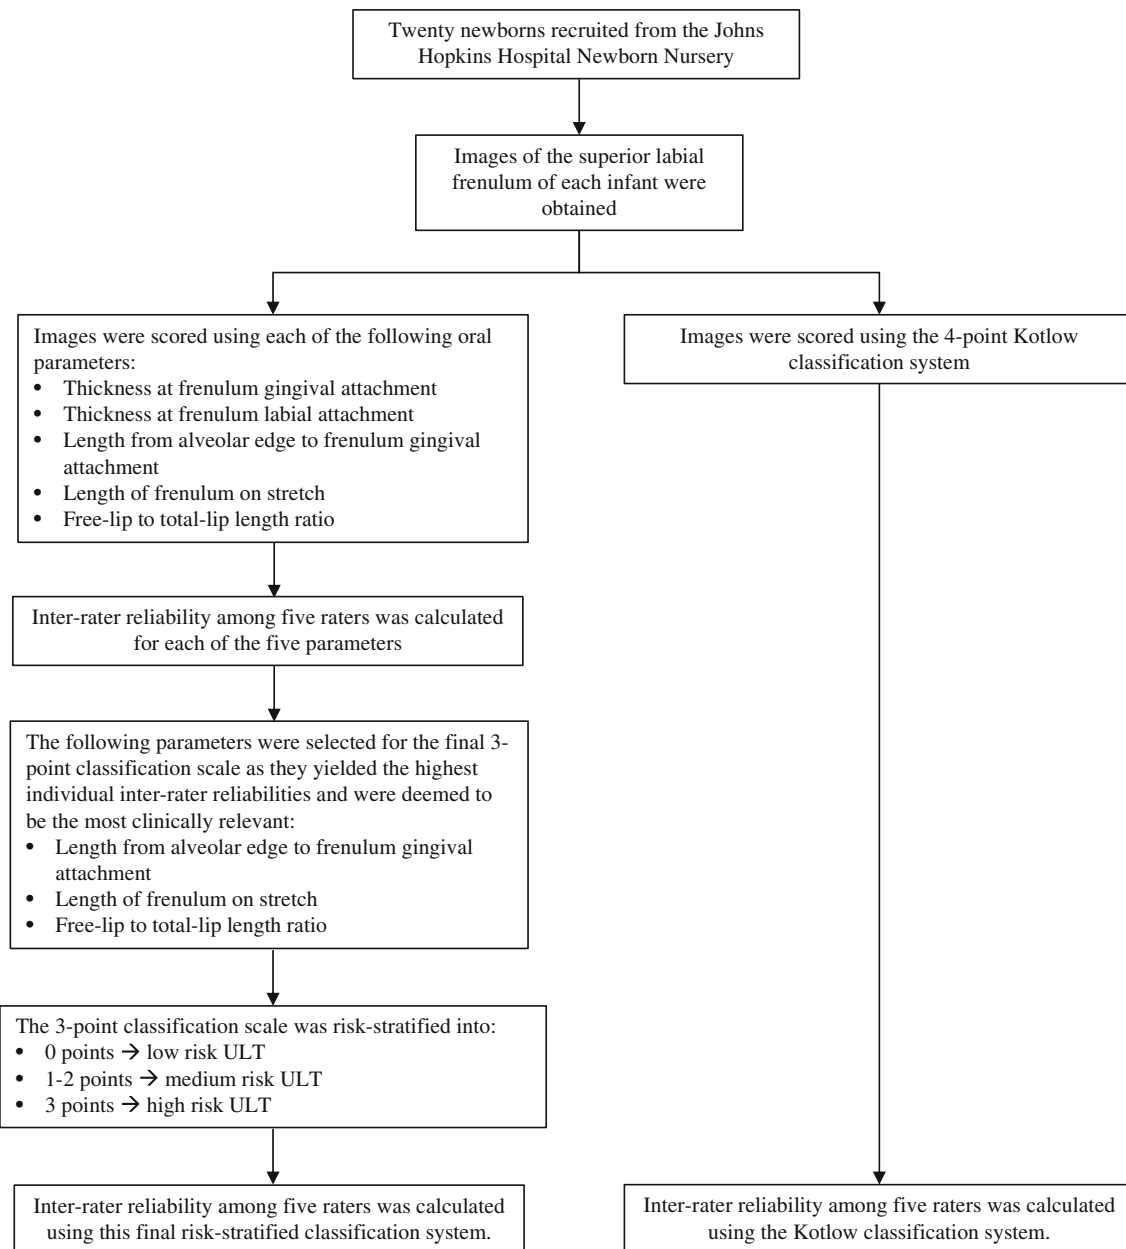 Twenty newborns recruited from the Johns
Hopkins Hospital Newborn Nursery
Images of the superior labial
frenulum of each infant were
obtained
Images were scored using each of the following oral
parameters:
• Thickness at frenulum gingival attachment
• Thickness at frenulum labial attachment
• Length from alveolar edge to frenulum gingival
attachment
• Length of frenulum on stretch
• Free-lip to total-lip length ratio
Images were scored using the 4-point Kotlow
classification system
Inter-rater reliability among five raters was calculated
for each of the five parameters
The following parameters were selected for the final 3-
point classification scale as they yielded the highest
individual inter-rater reliabilities and were deemed to
be the most clinically relevant:
• Length from alveolar edge to frenulum gingival
attachment
• Length of frenulum on stretch
• Free-lip to total-lip length ratio
The 3-point classification scale was risk-stratified into:
• 0 points → low risk ULT
• 1-2 points → medium risk ULT
• 3 points → high risk ULT
Inter-rater reliability among five raters was calculated
using this final risk-stratified classification system.
Inter-rater reliability among five raters was calculated
using the Kotlow classification system.